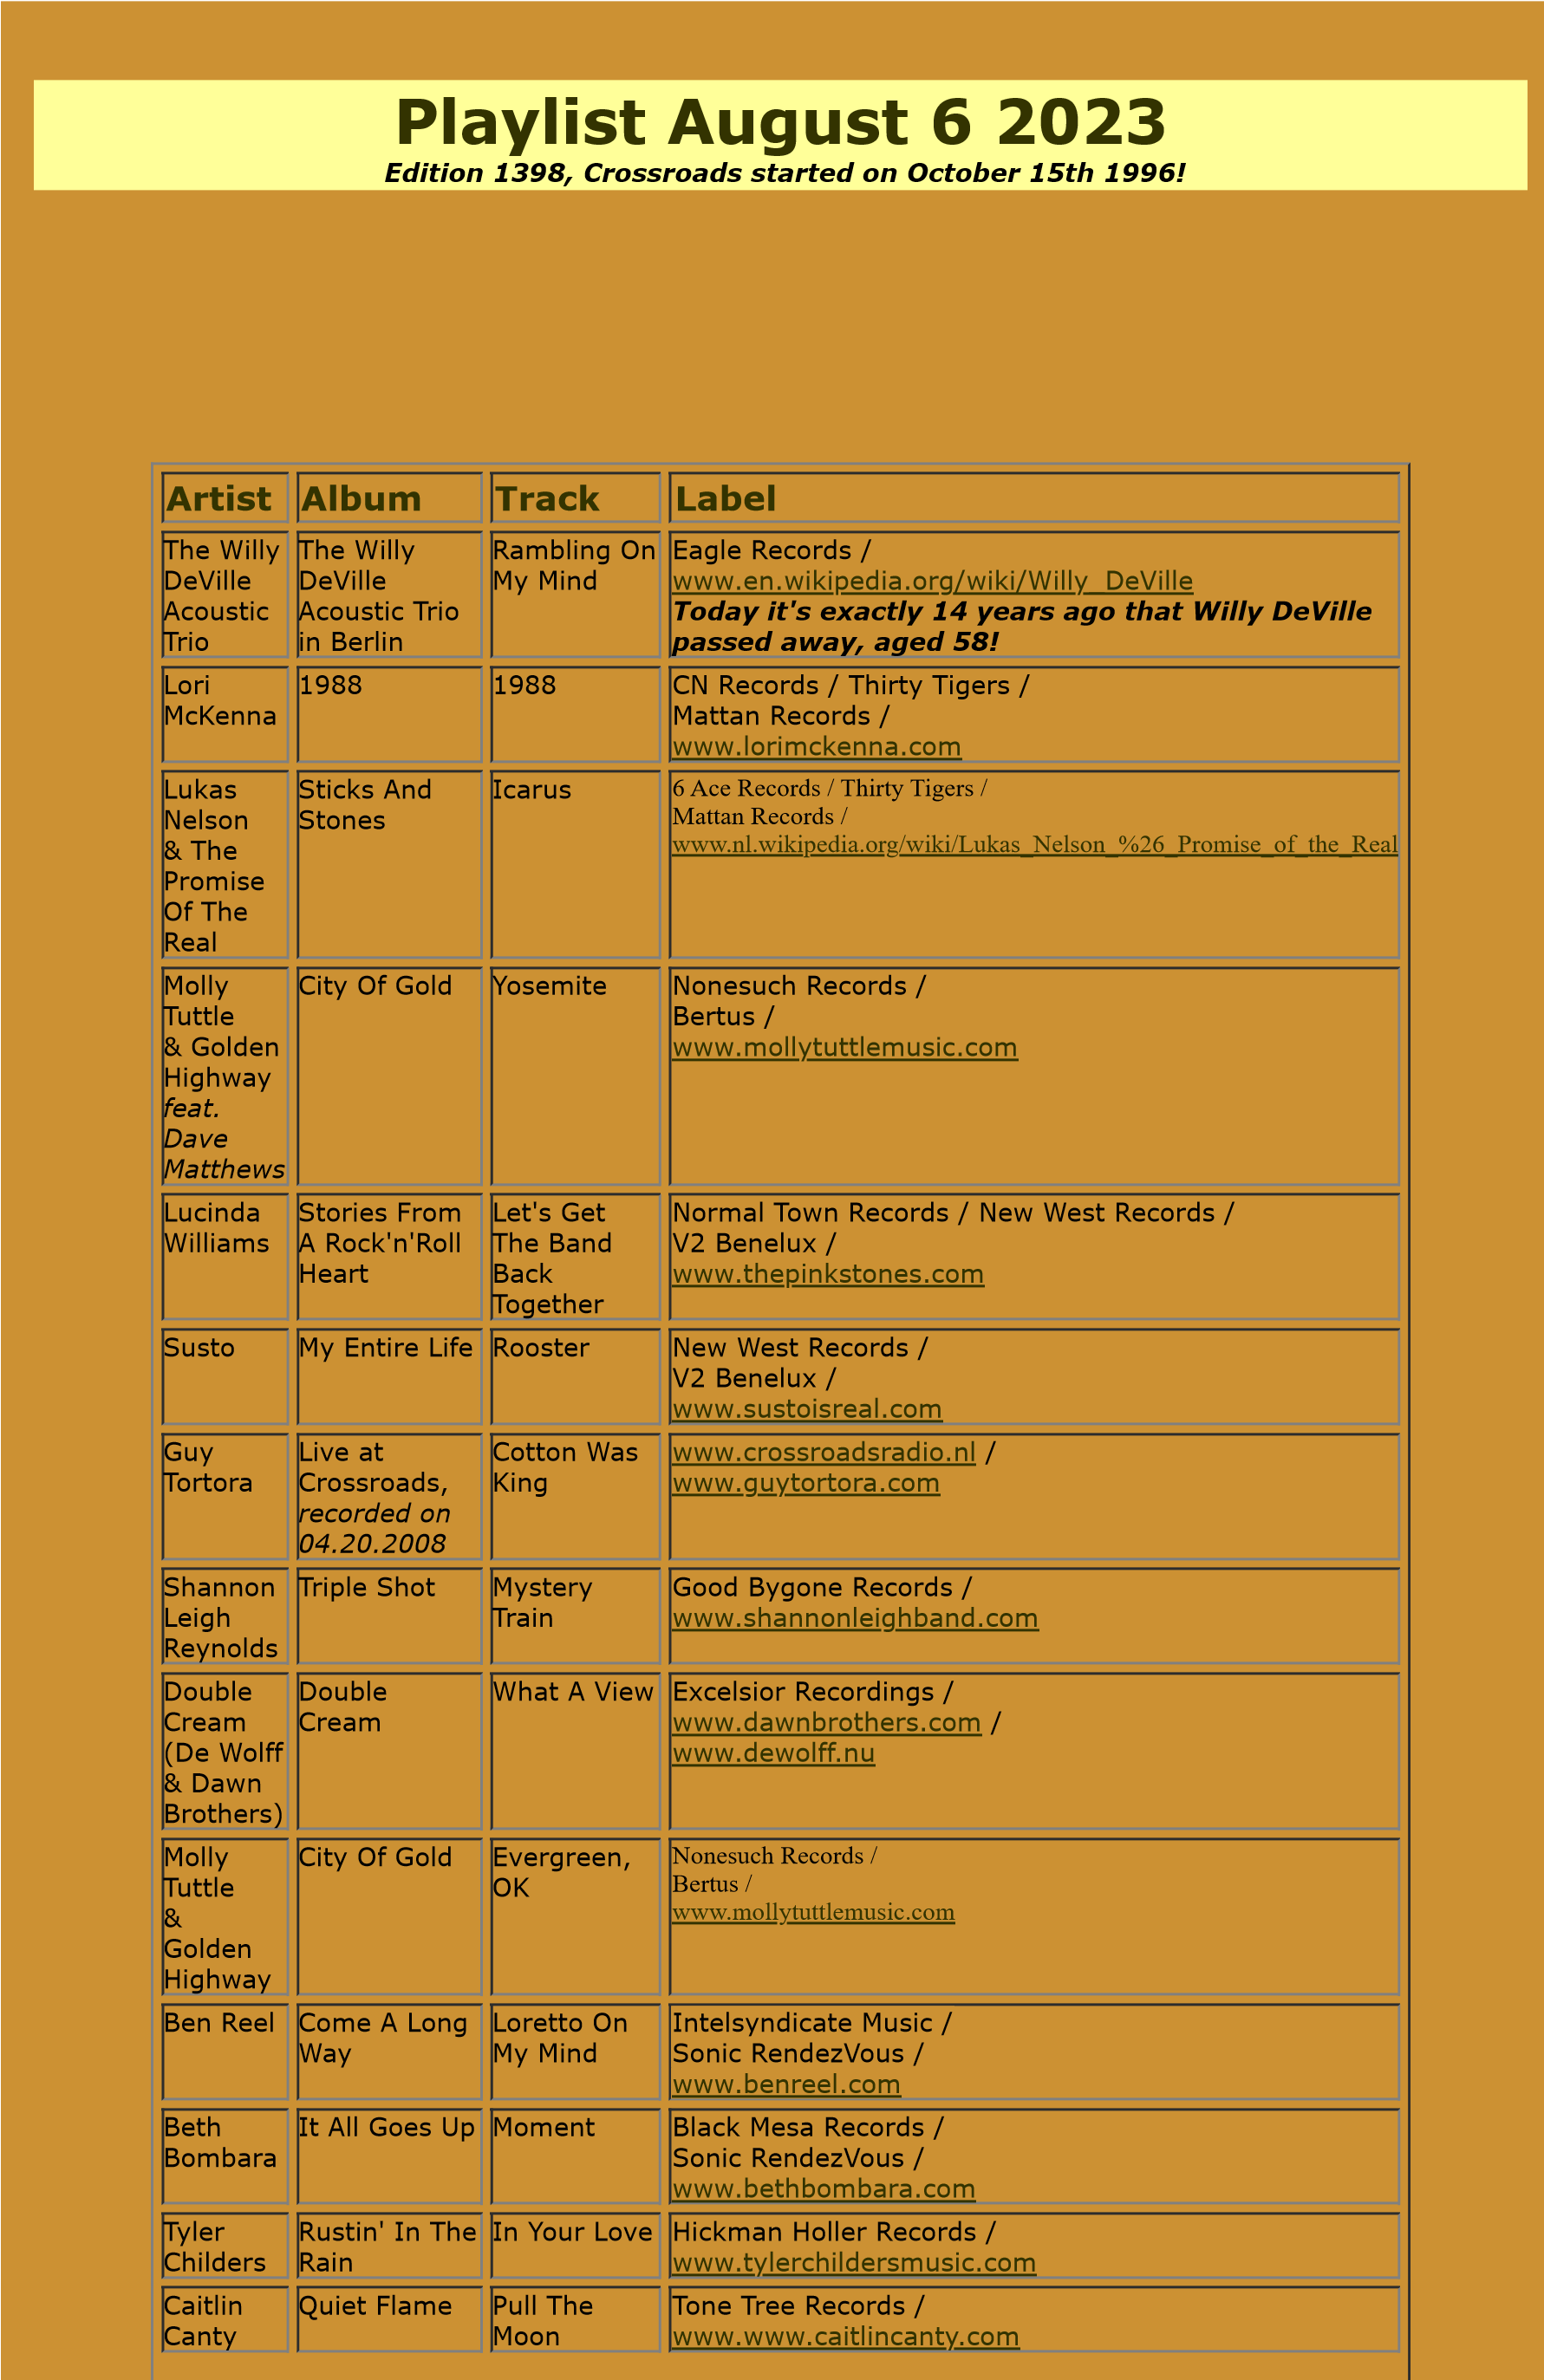 Playlist August 6 2023
Edition 1398, Crossroads started on October 15th 1996!
Artist
Album
Track
Label
The Willy
DeVille
Acoustic
Trio
The Willy
DeVille
Acoustic Trio
in Berlin
Rambling On
My Mind
Eagle Records /
www.en.wikipedia.org/wiki/Willy_DeVille
Today it's exactly 14 years ago that Willy DeVille
passed away, aged 58!
Lori
McKenna
1988
1988
CN Records / Thirty Tigers /
Mattan Records /
www.lorimckenna.com
Lukas
Nelson
& The
Promise
Of The
Real
Sticks And
Stones
Icarus
6 Ace Records / Thirty Tigers /
Mattan Records /
www.nl.wikipedia.org/wiki/Lukas_Nelson_%26_Promise_of_the_Real
Molly
Tuttle
& Golden
Highway
feat.
Dave
Matthews
City Of Gold
Yosemite
Nonesuch Records /
Bertus /
www.mollytuttlemusic.com
Lucinda
Williams
Stories From
A Rock'n'Roll
Heart
Let's Get
The Band
Back
Together
Normal Town Records / New West Records /
V2 Benelux /
www.thepinkstones.com
Susto
My Entire Life
Rooster
New West Records /
V2 Benelux /
www.sustoisreal.com
Guy
Tortora
Live at
Crossroads,
recorded on
04.20.2008
Cotton Was
King
www.crossroadsradio.nl /
www.guytortora.com
Shannon
Leigh
Reynolds
Triple Shot
Mystery
Train
Good Bygone Records /
www.shannonleighband.com
Double
Cream
(De Wolff
& Dawn
Brothers)
Double
Cream
What A View
Excelsior Recordings /
www.dawnbrothers.com /
www.dewolff.nu
Molly
Tuttle
&
Golden
Highway
City Of Gold
Evergreen,
OK
Nonesuch Records /
Bertus /
www.mollytuttlemusic.com
Ben Reel
Come A Long
Way
Loretto On
My Mind
Intelsyndicate Music /
Sonic RendezVous /
www.benreel.com
Beth
Bombara
It All Goes Up
Moment
Black Mesa Records /
Sonic RendezVous /
www.bethbombara.com
Tyler
Childers
Rustin' In The
Rain
In Your Love
Hickman Holler Records /
www.tylerchildersmusic.com
Caitlin
Canty
Quiet Flame
Pull The
Moon
Tone Tree Records /
www.www.caitlincanty.com